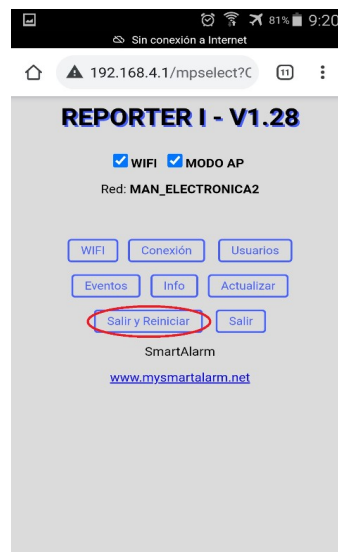 81% 9:20
Sin conexión a Internet
192.168.4.1/mpselect?C 11
REPORTER I - V1.28
WIFI MODO AP
Red: MAN_ELECTRONICA2
WIFI Conexión Usuarios
Eventos Info Actualizar
Salir y Reiniciar Salir
SmartAlarm
www.mysmartalarm.net